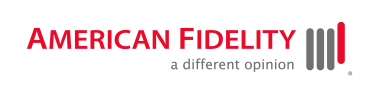 AMERICAN FIDELITY
a different opinion
®